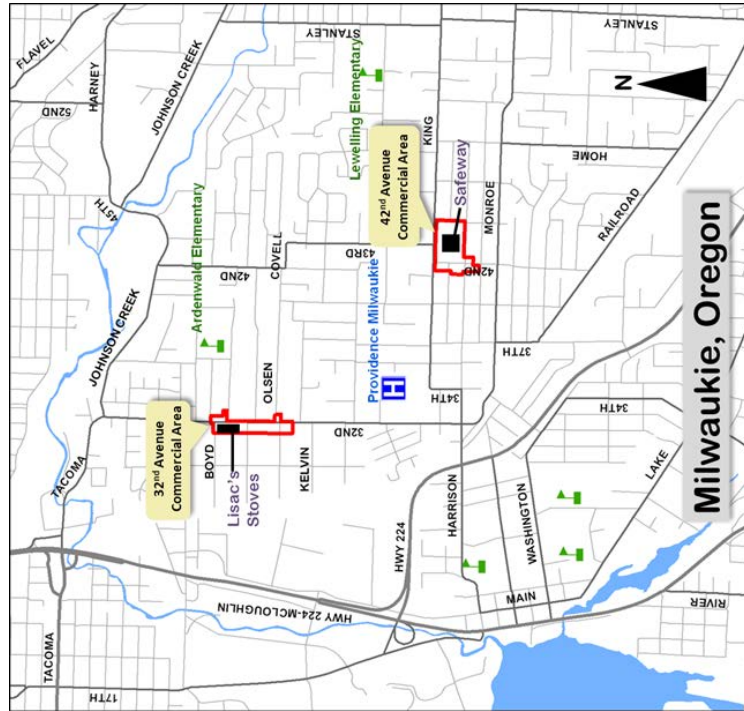 FLAVEL
HARNEY
52ND
STANLEY
JOHNSON CREEK
45TH
Lewelling Elementary
STANLEY
KING
Ardenwald Elementary
42ND
COVELL
43RD
42nd Avenue
Commercial Area
Safeway
HOME
MONROE
42ND
RAILROAD
N
JOHNSON CREEK
TACOMA
32nd Avenue
Commercial Area
BOYD
Lisac's
Stoves
OLSEN
KELVIN
32ND
Providence Milwaukie
H
34TH
37TH
34TH
HWY 224
HARRISON
WASHINGTON
LAKE
MAIN
HWY 224-MCLOUGHLIN
TACOMA
17TH
RIVER
Milwaukie, Oregon